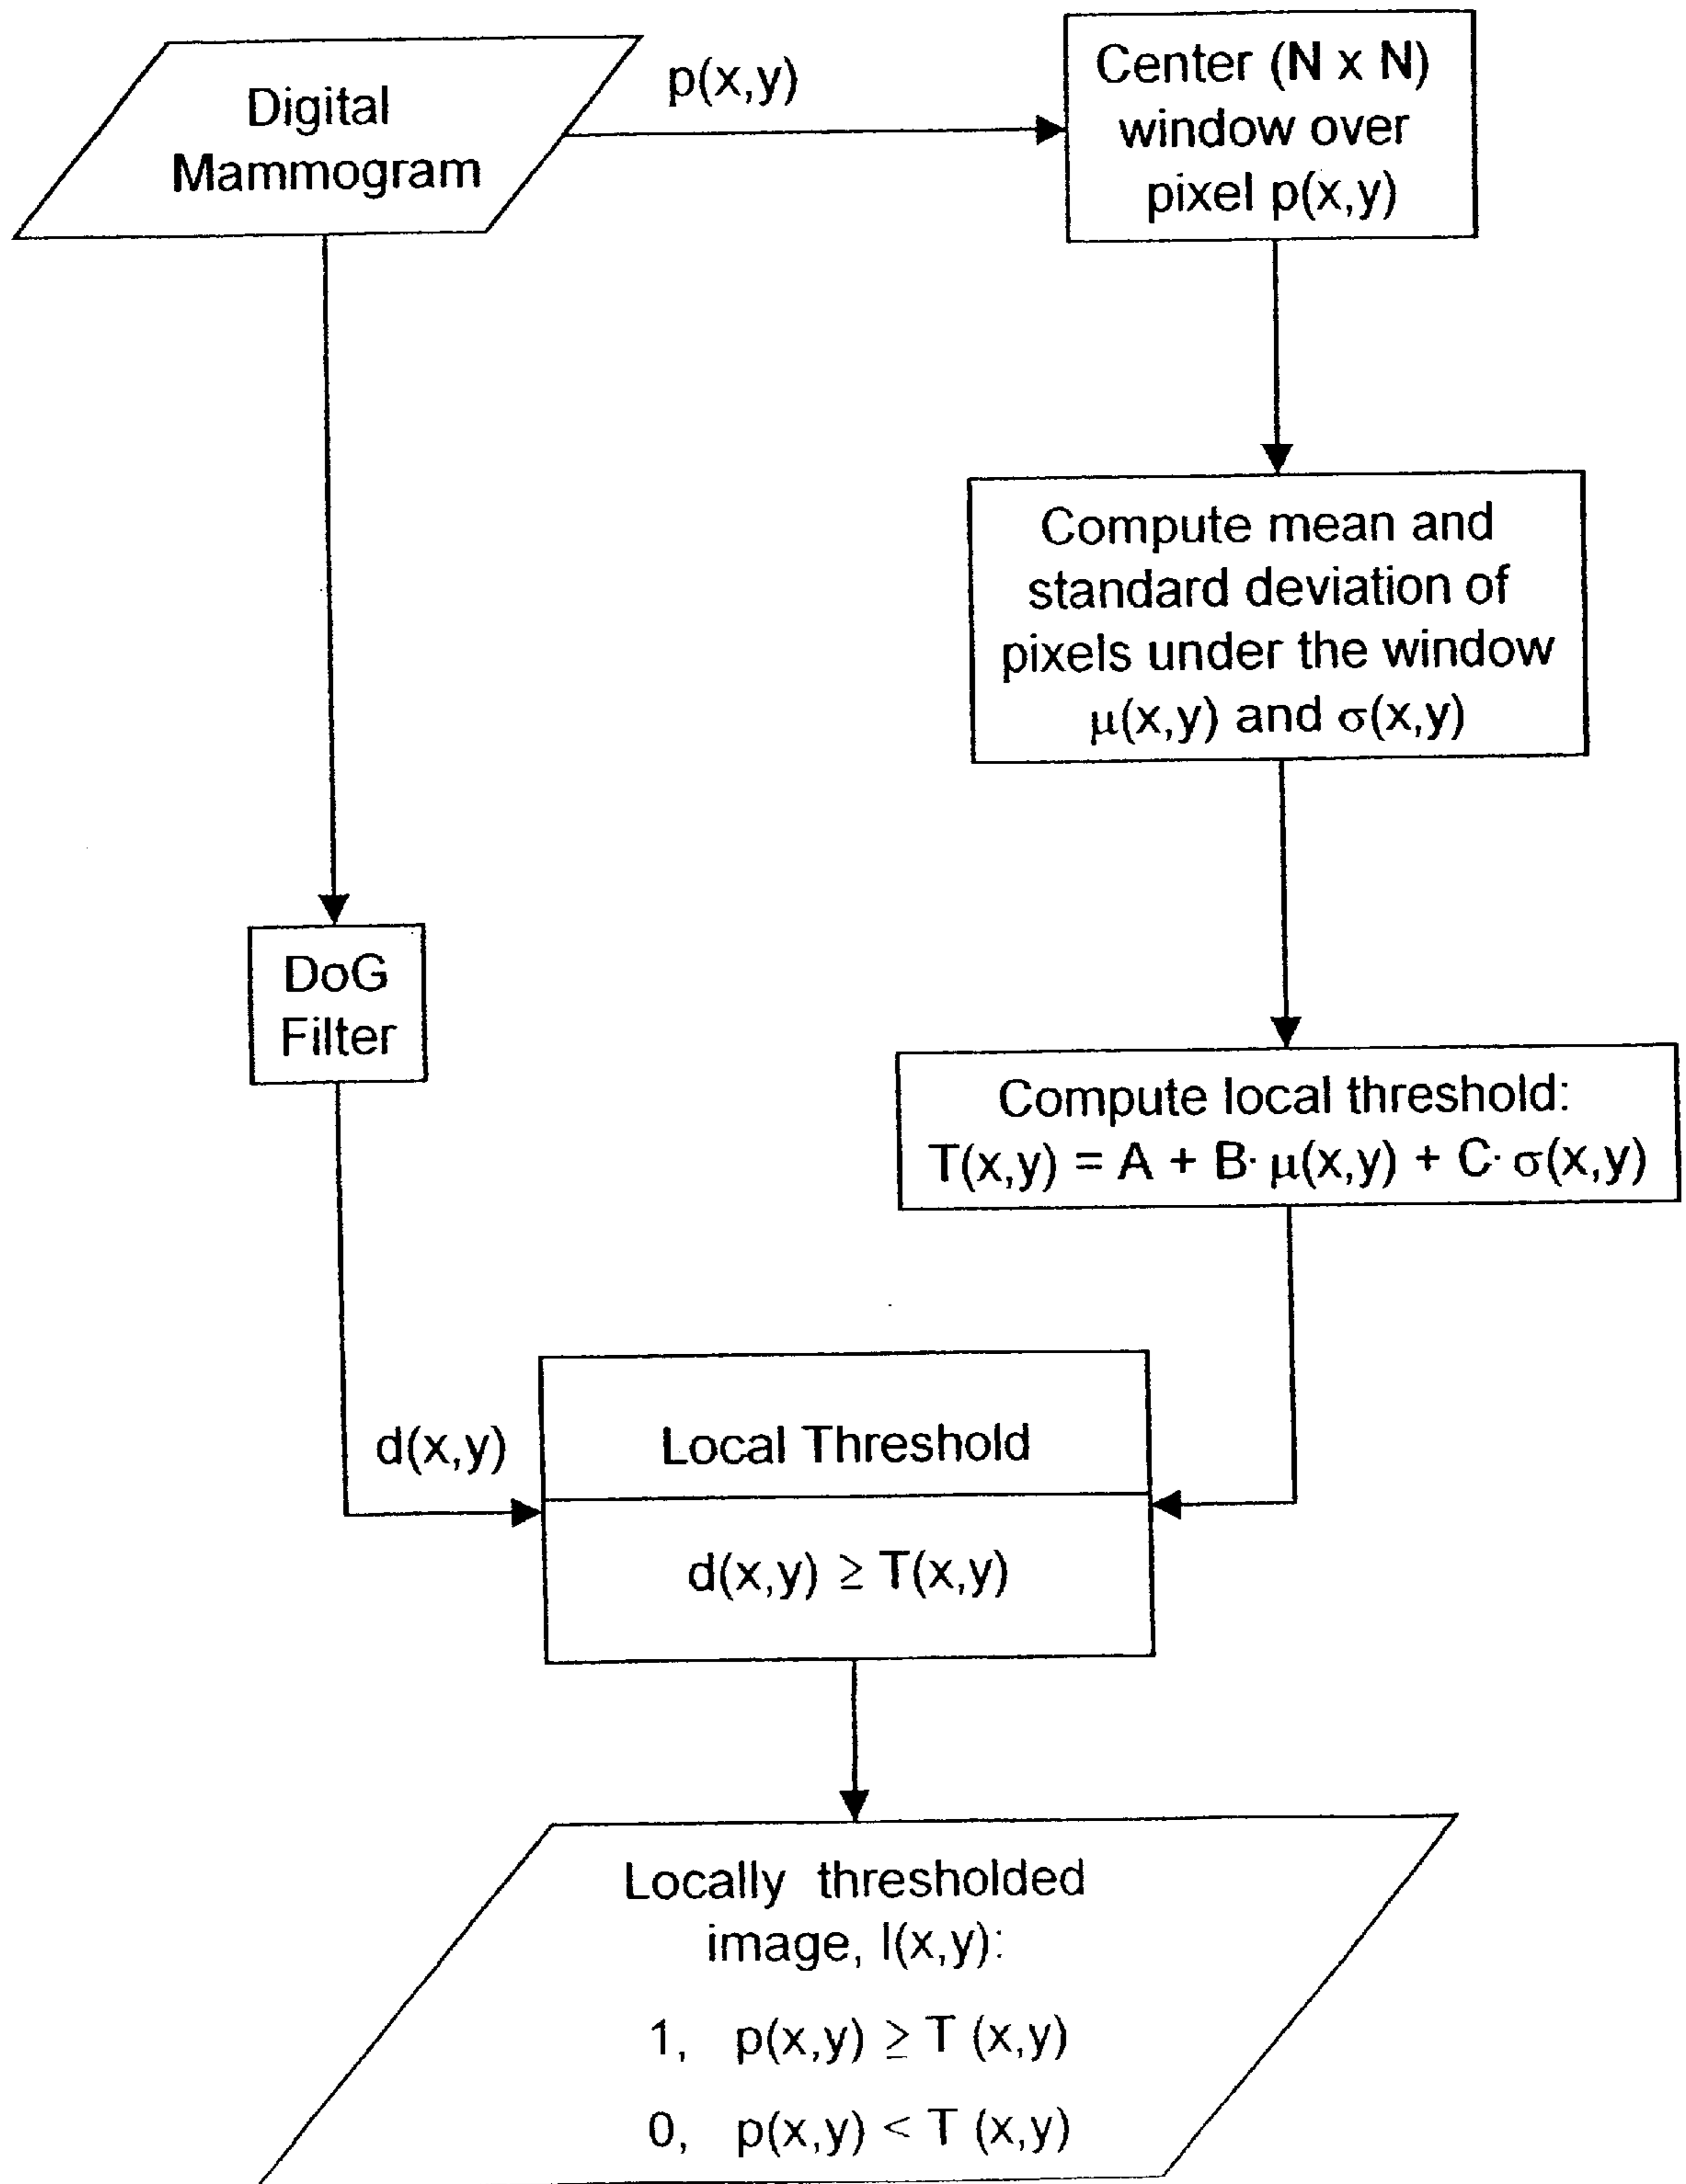 Digital
Mammogram
p(x,y)
Center (N x N)
window over
pixel p(x,y)
Compute mean and
standard deviation of
pixels under the window
μ(x,y) and σ(x,y)
DoG
Filter
Compute local threshold:
T(x,y) = A + B· μ(x,y) + C· σ(x,y)
d(x,y)
Local Threshold
d(x,y) ≥ T(x,y)
Locally thresholded
image, I(x,y):
1, p(x,y) ≥ T (x,y)
0, p(x,y) < T (x,y)